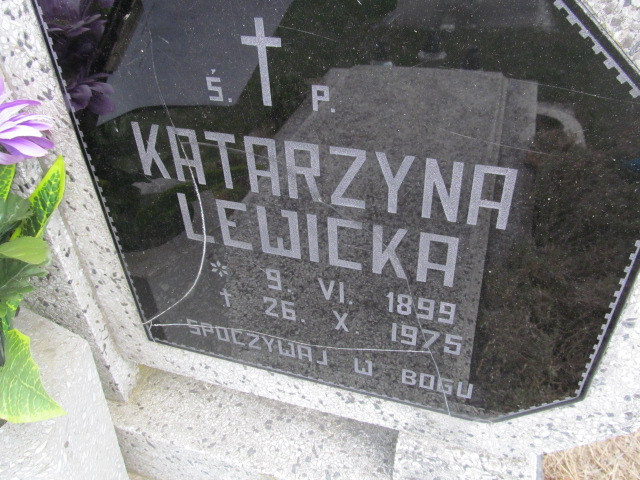 Ś. P.
KATARZYNA
LEWICKA
* 9. VI. 1899
† 26. X. 1975
SPOCZYWAJ W BOGU